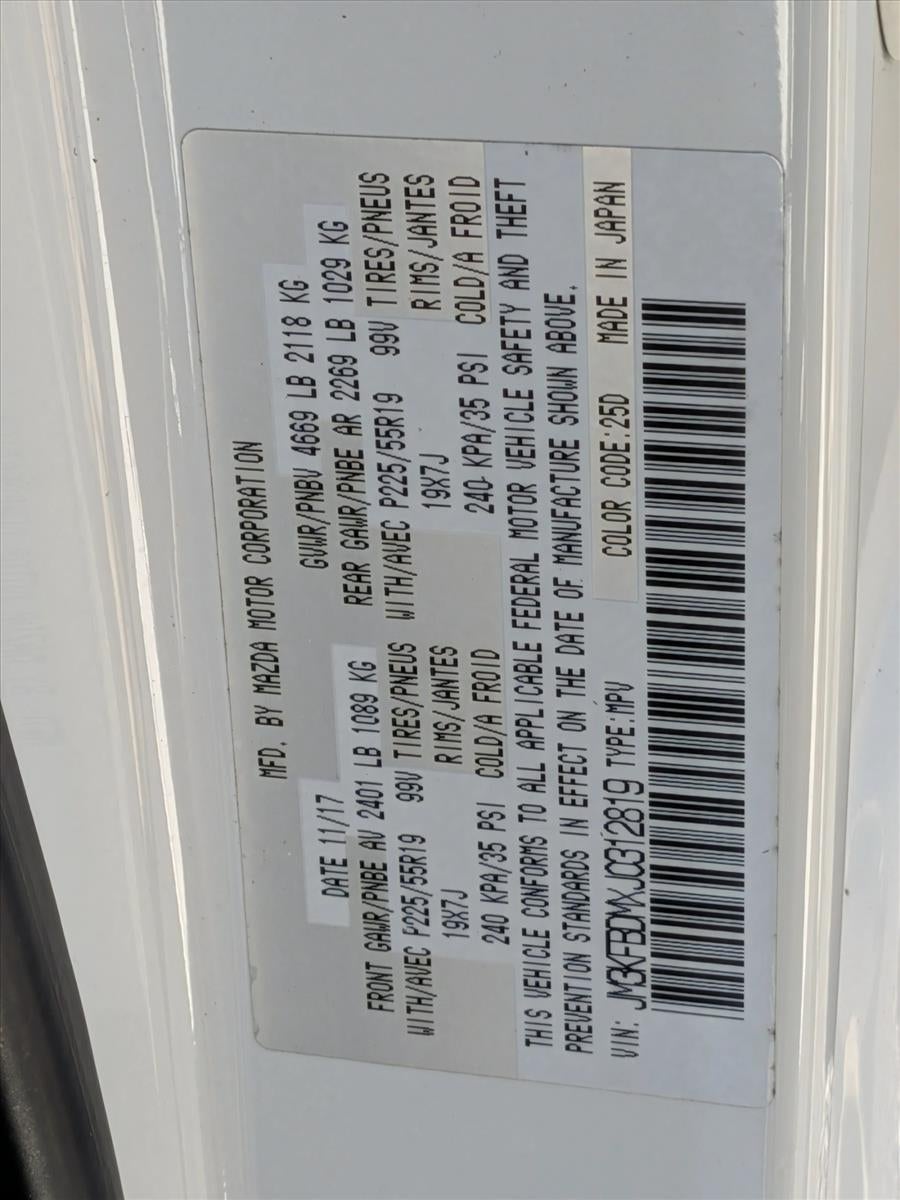 MFD. BY MAZDA MOTOR CORPORATION
DATE 11/17 GVWR/PNBV 4669 LB 2118 KG
FRONT GAWR/PNBE AV 2401 LB 1089 KG REAR GAWR/PNBE AR 2269 LB 1029 KG
WITH/AVEC P225/55R19 99V TIRES/PNEUS WITH/AVEC P225/55R19 99V TIRES/PNEUS
19X7J RIMS/JANTES 19X7J RIMS/JANTES
240 KPA/35 PSI COLD/A FROID 240 KPA/35 PSI COLD/A FROID
THIS VEHICLE CONFORMS TO ALL APPLICABLE FEDERAL MOTOR VEHICLE SAFETY AND THEFT
PREVENTION STANDARDS IN EFFECT ON THE DATE OF MANUFACTURE SHOWN ABOVE.
VIN: JM3KFBDMXJ0312819 TYPE:MPV COLOR CODE:25D MADE IN JAPAN